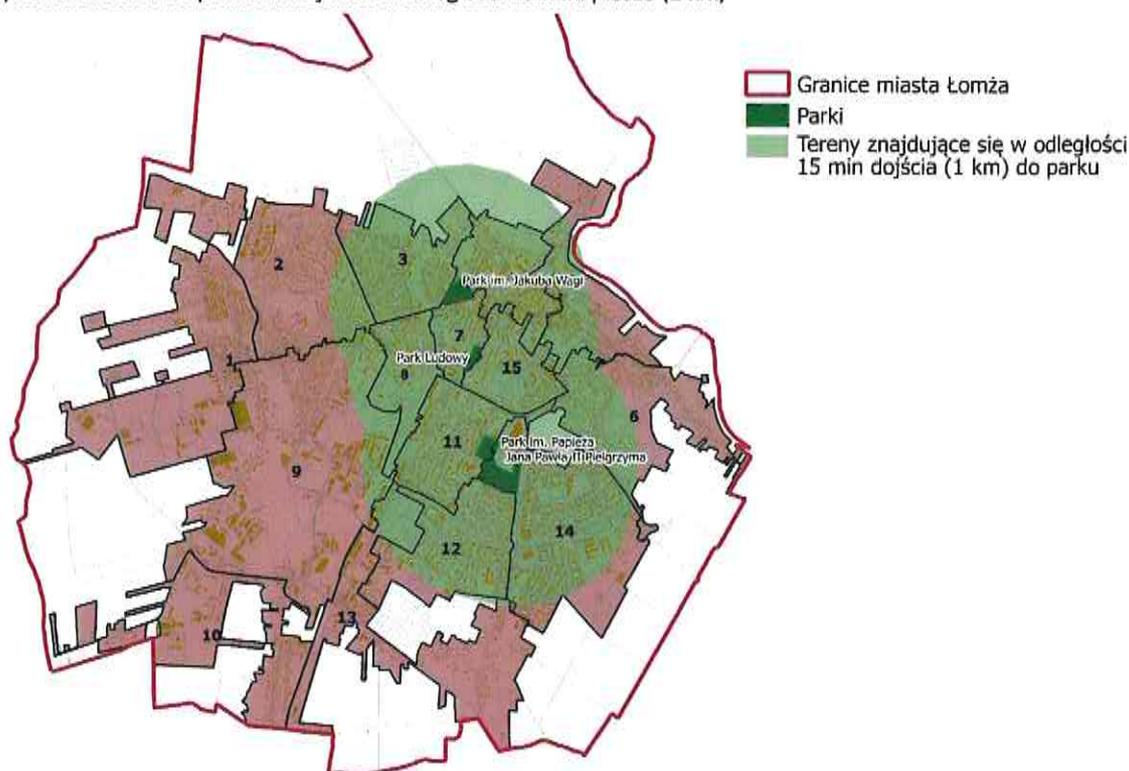 Granice miasta Łomża
Parki
Tereny znajdujące się w odległości
15 min dojścia (1 km) do parku
2
3
Park im. Jakuba Wagi
7
1
Park Ludowy
8
15
6
11
Park im. Papieża
Jana Pawła II Pielgrzyma
9
14
12
13
10